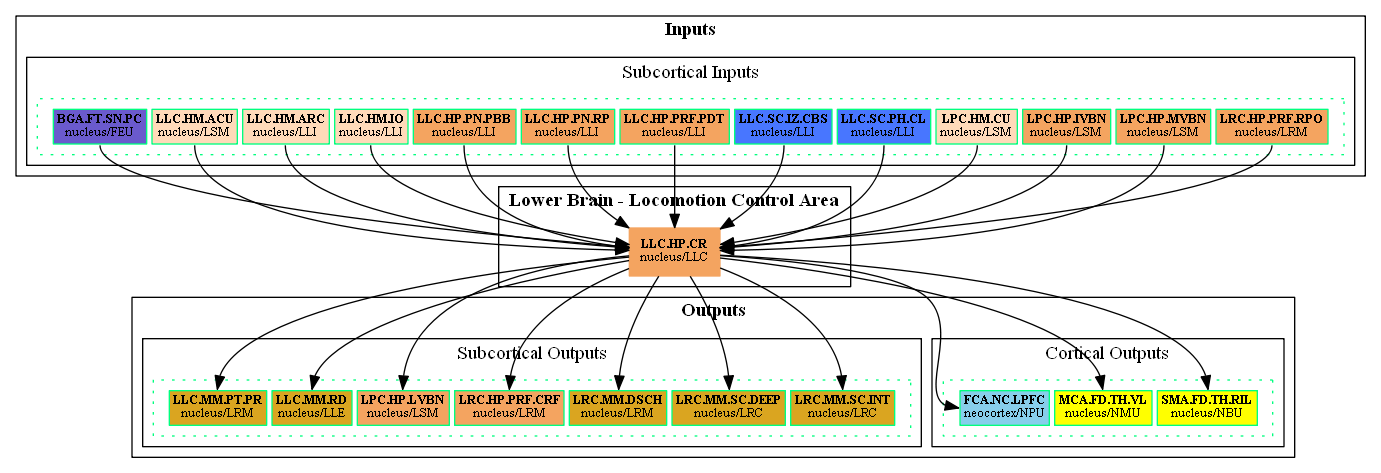 Inputs
Subcortical Inputs
BGA.FT.SN.PC
nucleus/FEU
LLC.HM.ACU
nucleus/LSM
LLC.HM.ARC
nucleus/LLI
LLC.HM.IO
nucleus/LLI
LLC.HP.PN.PBB
nucleus/LLI
LLC.HP.PN.RP
nucleus/LLI
LLC.HP.PRF.PDT
nucleus/LLI
LLC.SC.IZ.CBS
nucleus/LLI
LLC.SC.PH.CL
nucleus/LLI
LPC.HM.CU
nucleus/LSM
LPC.HP.IVBN
nucleus/LSM
LPC.HP.MVBN
nucleus/LSM
LRC.HP.PRF.RPO
nucleus/LRM
Lower Brain - Locomotion Control Area
LLC.HP.CR
nucleus/LLC
Outputs
Subcortical Outputs
LLC.MM.PT.PR
nucleus/LRM
LLC.MM.RD
nucleus/LLE
LPC.HP.LVBN
nucleus/LSM
LRC.HP.PRF.CRF
nucleus/LRM
LRC.MM.DSCH
nucleus/LRM
LRC.MM.SC.DEEP
nucleus/LRC
LRC.MM.SC.INT
nucleus/LRC
Cortical Outputs
FCA.NC.LPFC
neocortex/NPU
MCA.FD.TH.VL
nucleus/NMU
SMA.FD.TH.RIL
nucleus/NBU